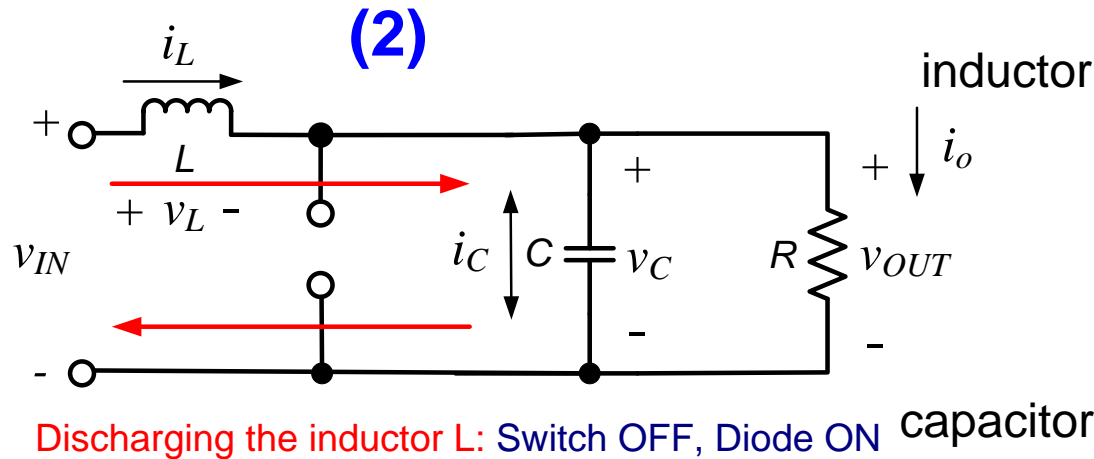 (2)
i_L
inductor
+
L
+ v_L -
v_IN
i_C
C
+
v_C
-
R
+
i_o
v_OUT
-
-
capacitor
Discharging the inductor L: Switch OFF, Diode ON